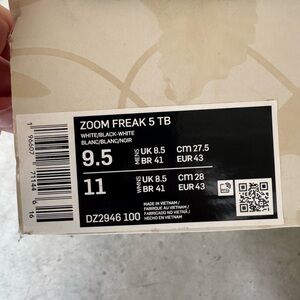 ZOOM FREAK 5 TB
WHITE/BLACK-WHITE
BLANC/BLANC/NOIR
9.5 MENS UK 8.5 cm 27.5
BR 41 EUR 43
11 WMNS UK 8.5 cm 28
BR 41 EUR 43
DZ2946 100
MADE IN VIETNAM /
FABRIQUE AU VIETNAM /
FABRICADO NO VIETNÃ /
HECHO EN VIETNAM